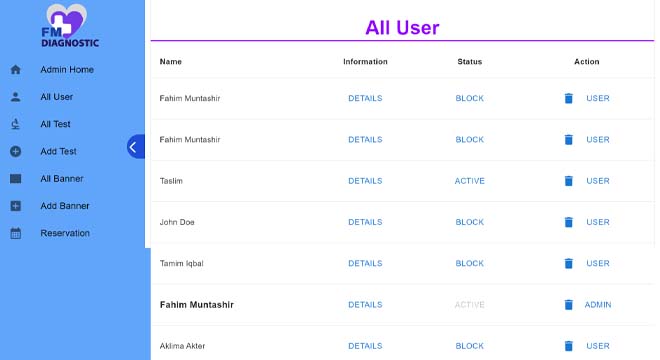 FM
DIAGNOSTIC
Admin Home
All User
All Test
Add Test
All Banner
Add Banner
Reservation
All User
Name Information Status Action
Fahim Muntashir DETAILS BLOCK USER
Fahim Muntashir DETAILS BLOCK USER
Taslim DETAILS ACTIVE USER
John Doe DETAILS BLOCK USER
Tamim Iqbal DETAILS BLOCK USER
Fahim Muntashir DETAILS ACTIVE ADMIN
Aklima Akter DETAILS BLOCK USER